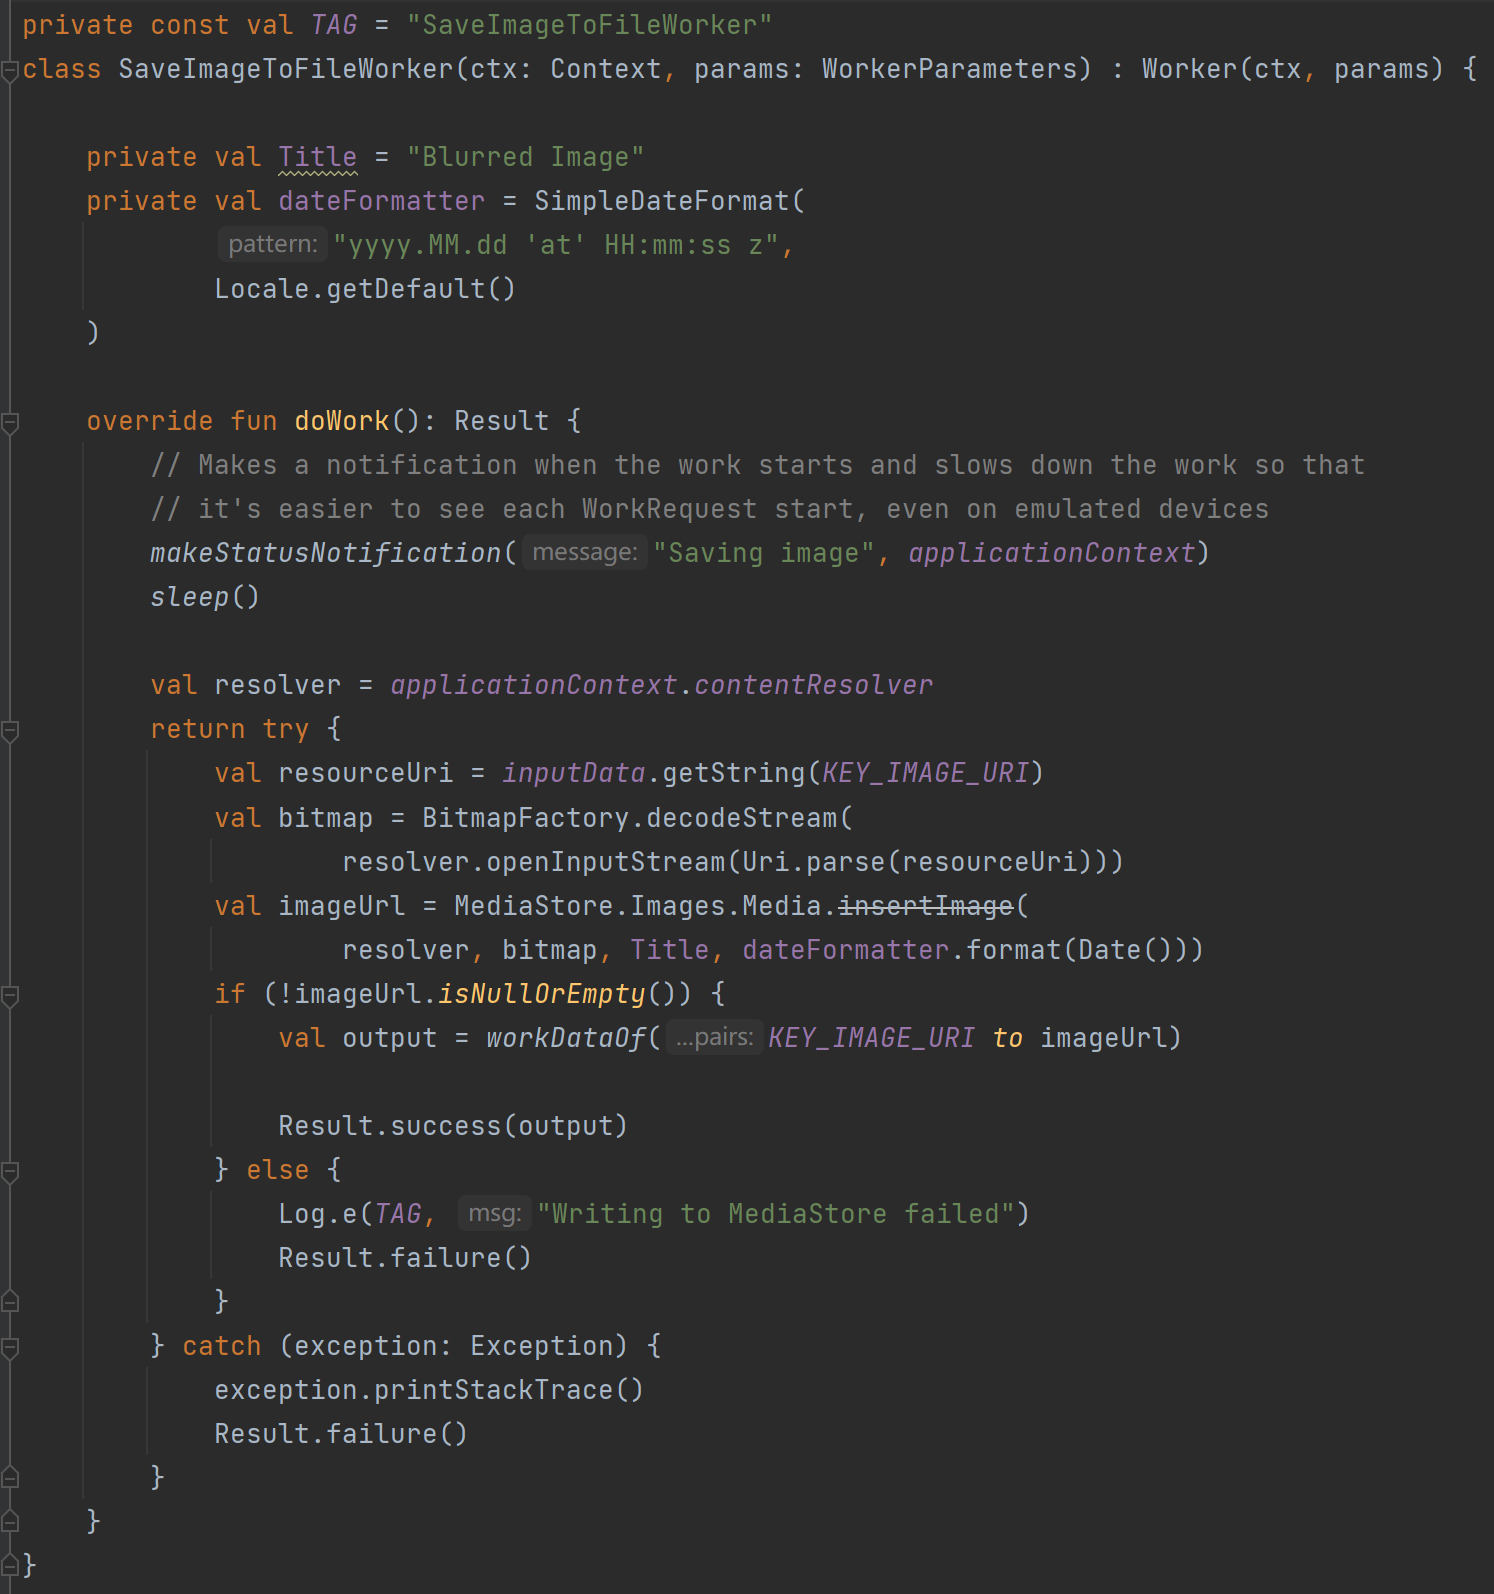 private const val TAG = "SaveImageToFileWorker"
class SaveImageToFileWorker(ctx: Context, params: WorkerParameters) : Worker(ctx, params) {
private val Title = "Blurred Image"
private val dateFormatter = SimpleDateFormat(
pattern: "yyyy.MM.dd 'at' HH:mm:ss z",
Locale.getDefault()
)
override fun doWork(): Result {
// Makes a notification when the work starts and slows down the work so that
// it's easier to see each WorkRequest start, even on emulated devices
makeStatusNotification( message: "Saving image", applicationContext)
sleep()
val resolver = applicationContext.contentResolver
return try {
val resourceUri = inputData.getString(KEY_IMAGE_URI)
val bitmap = BitmapFactory.decodeStream(
resolver.openInputStream(Uri.parse(resourceUri)))
val imageUrl = MediaStore.Images.Media.insertImage(
resolver, bitmap, Title, dateFormatter.format(Date()))
if (!imageUrl.isNullOrEmpty()) {
val output = workDataOf( ...pairs: KEY_IMAGE_URI to imageUrl)
Result.success(output)
} else {
Log.e(TAG, msg: "Writing to MediaStore failed")
Result.failure()
}
} catch (exception: Exception) {
exception.printStackTrace()
Result.failure()
}
}
}